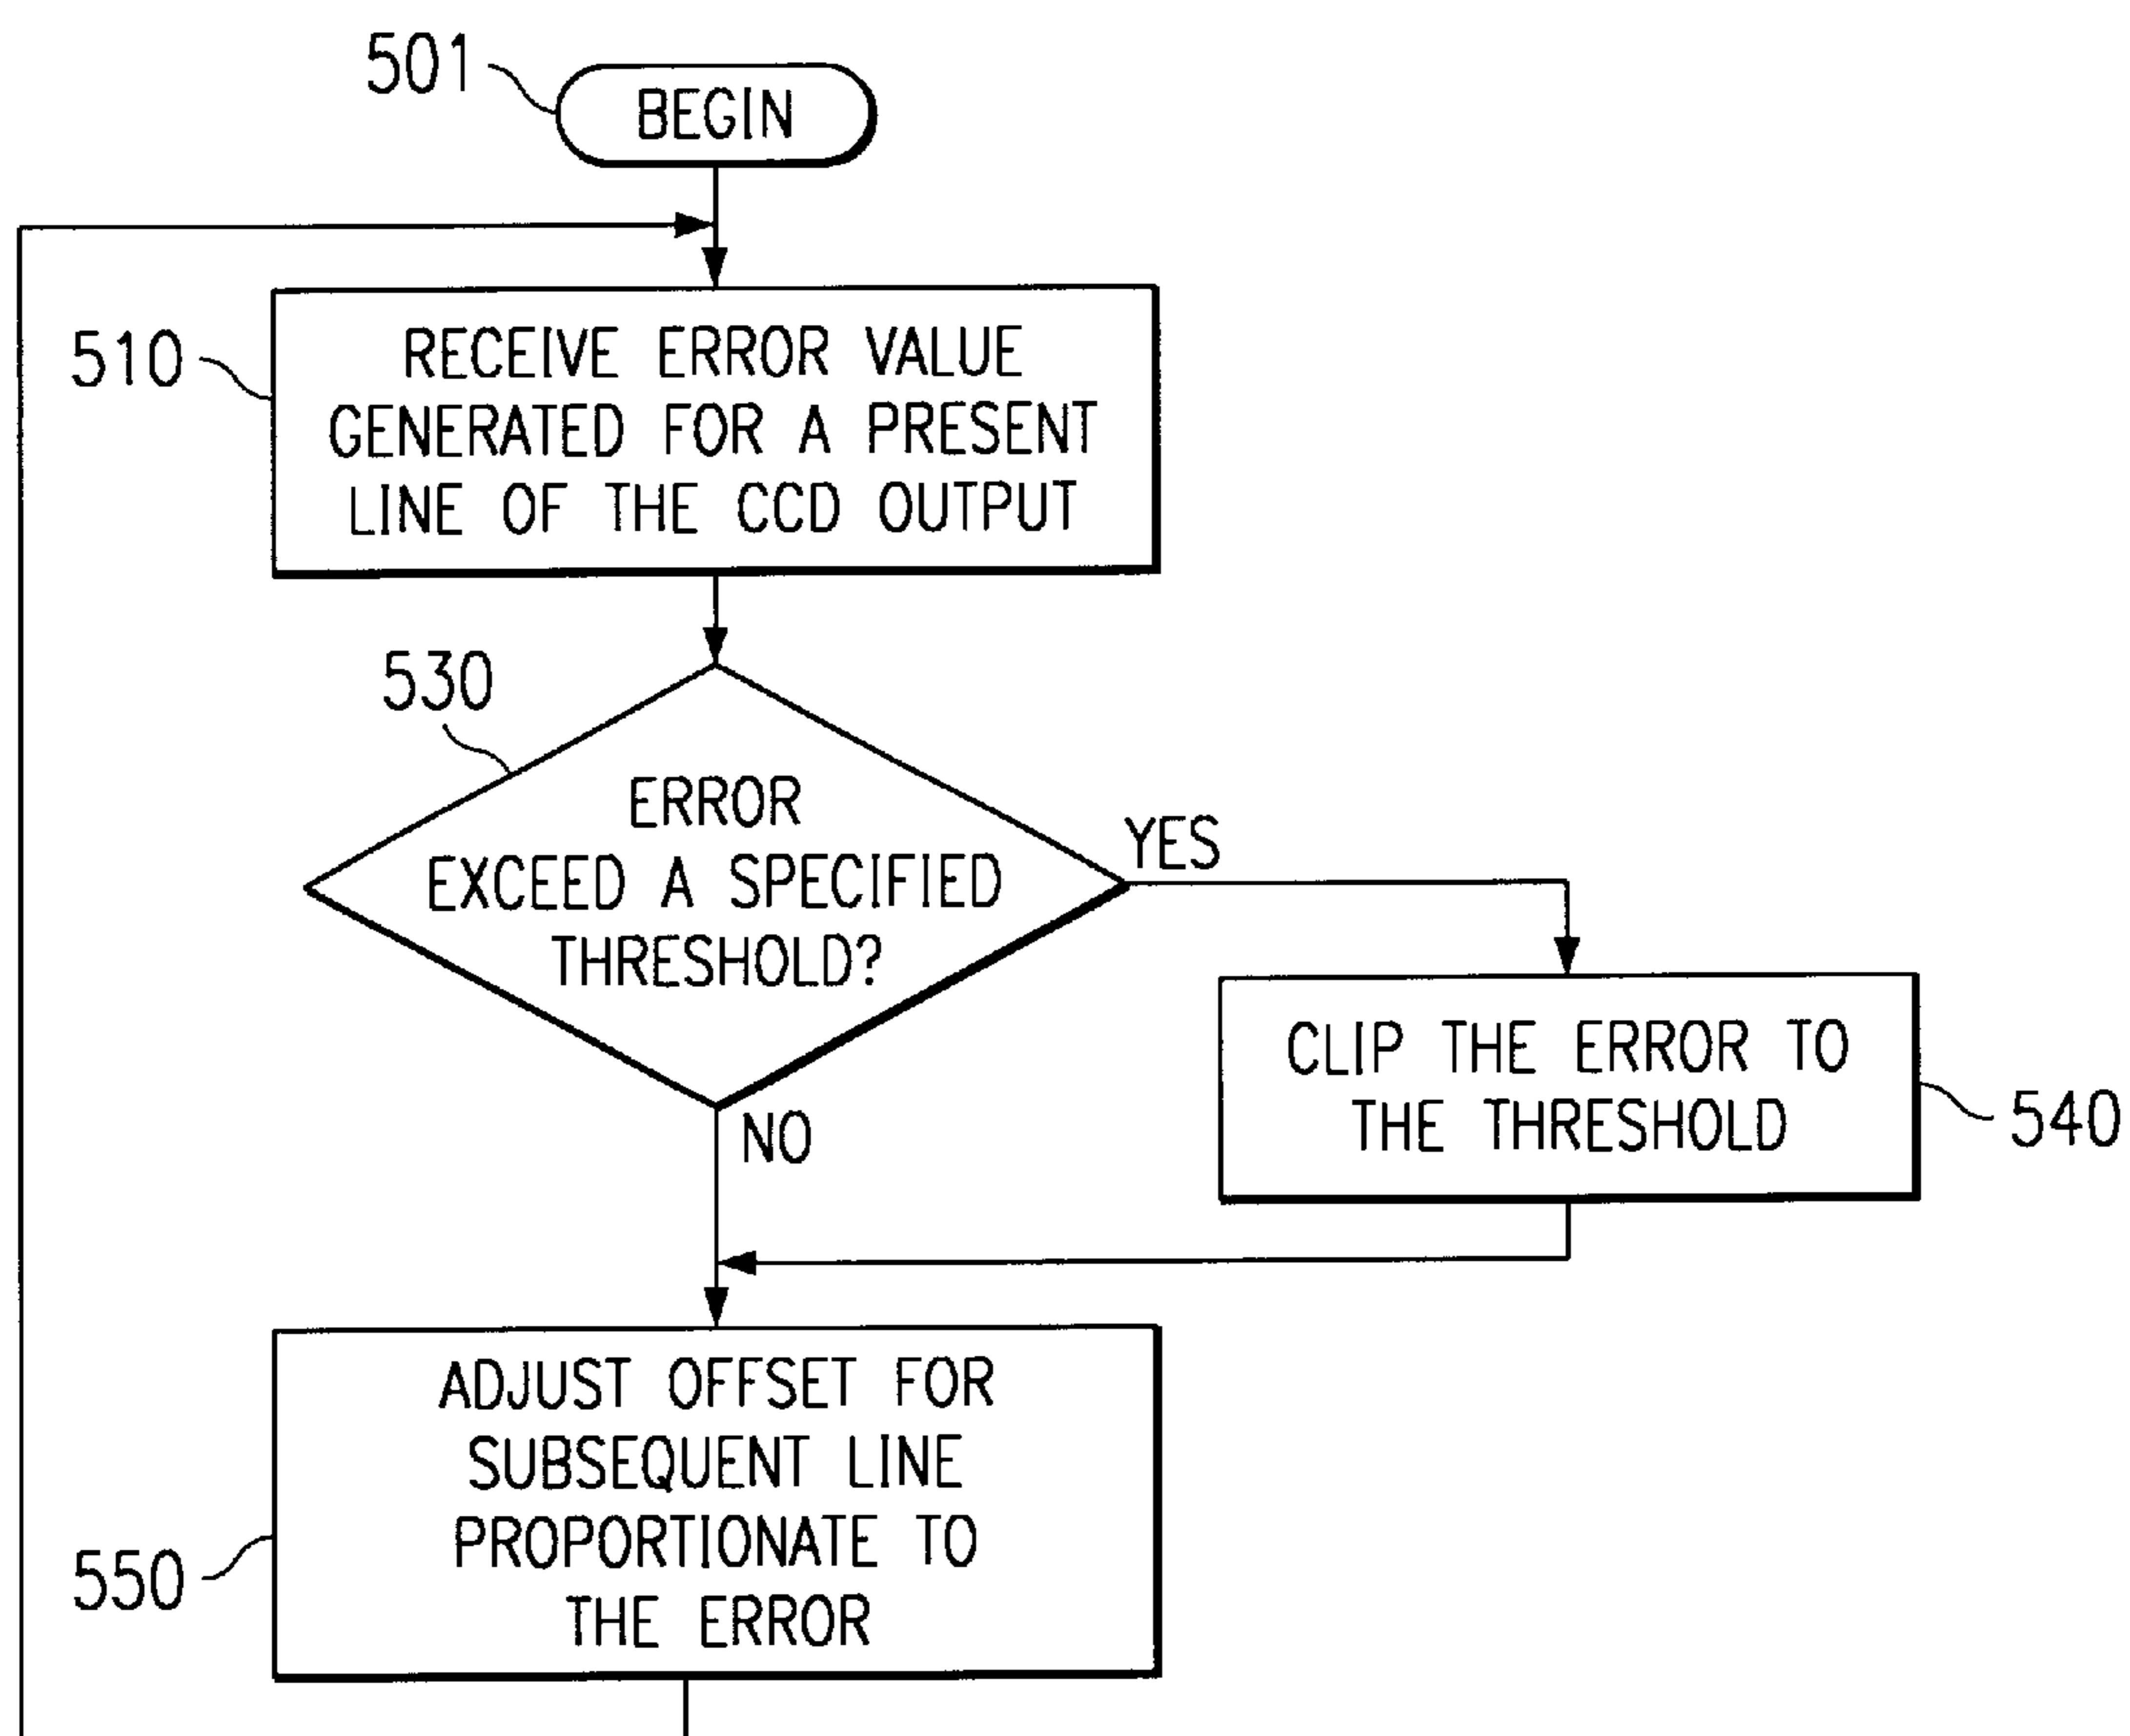 501
BEGIN
510
RECEIVE ERROR VALUE
GENERATED FOR A PRESENT
LINE OF THE CCD OUTPUT
530
ERROR
EXCEED A SPECIFIED
THRESHOLD?
YES
CLIP THE ERROR TO
THE THRESHOLD
540
NO
ADJUST OFFSET FOR
SUBSEQUENT LINE
PROPORTIONATE TO
THE ERROR
550